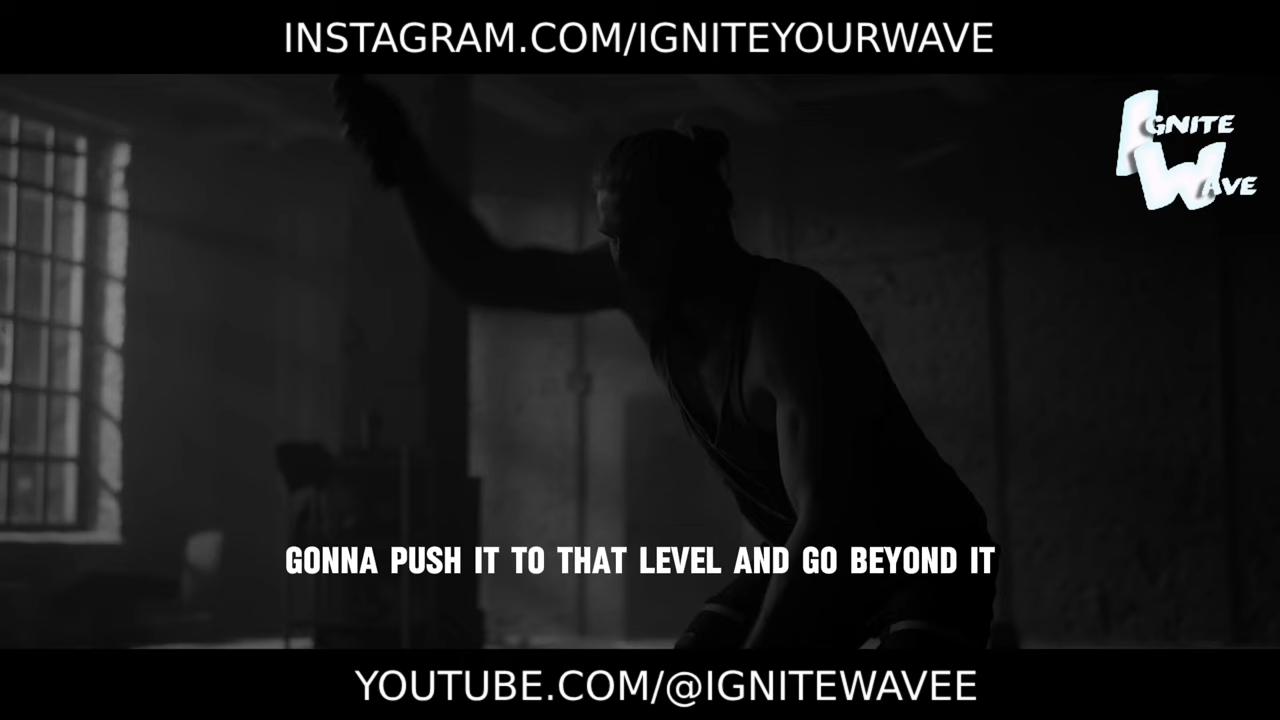 INSTAGRAM.COM/IGNITEYOURWAVE
IGNITE
WAVE
GONNA PUSH IT TO THAT LEVEL AND GO BEYOND IT
YOUTUBE.COM/@IGNITEWAVEE